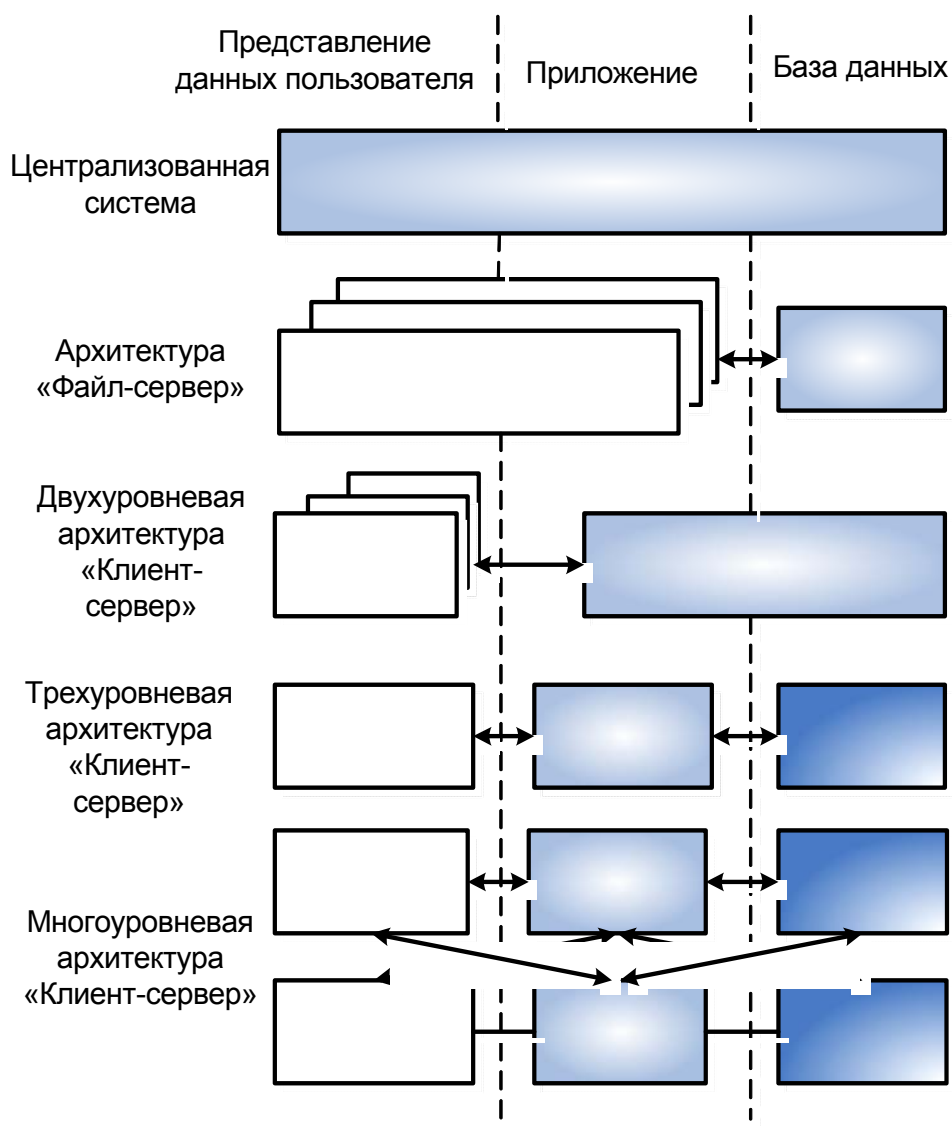 Представление
данных пользователя
Приложение
База данных
Централизованная
система
Архитектура
«Файл-сервер»
Двухуровневая
архитектура
«Клиент-
сервер»
Трехуровневая
архитектура
«Клиент-
сервер»
Многоуровневая
архитектура
«Клиент-сервер»